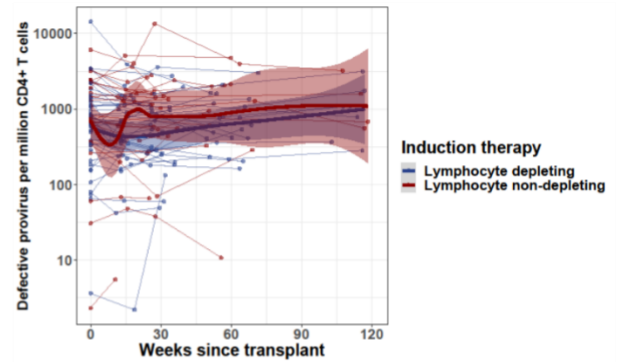 Defective provirus per million CD4+ T cells
10000
1000
100
10
0
30
60
90
120
Weeks since transplant
Induction therapy
Lymphocyte depleting
Lymphocyte non-depleting